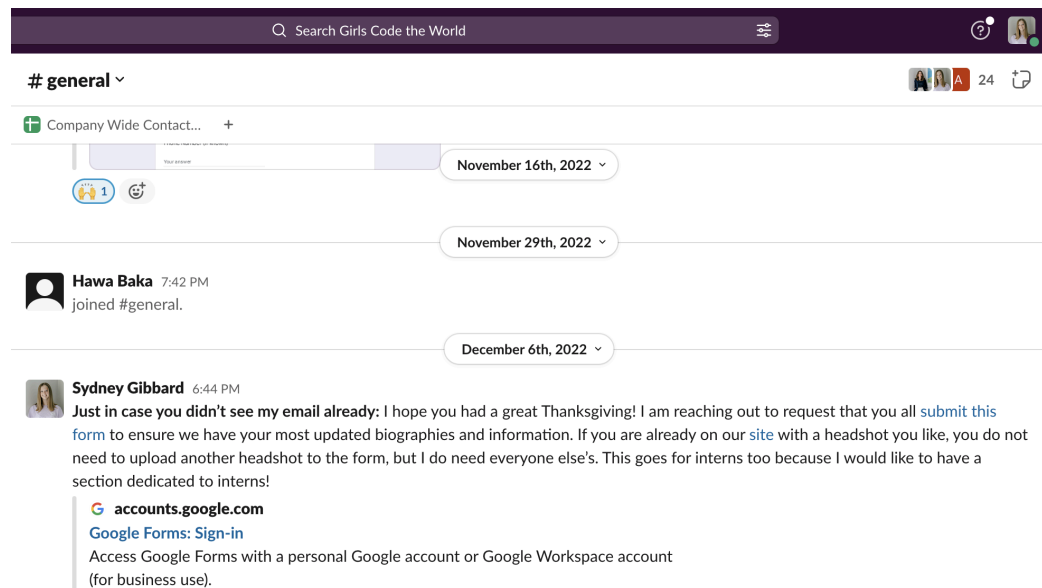 Search Girls Code the World
# general
A 24
Company Wide Contact... +
Your answer
November 16th, 2022
1
November 29th, 2022
Hawa Baka 7:42 PM
joined #general.
December 6th, 2022
Sydney Gibbard 6:44 PM
Just in case you didn't see my email already: I hope you had a great Thanksgiving! I am reaching out to request that you all submit this
form to ensure we have your most updated biographies and information. If you are already on our site with a headshot you like, you do not
need to upload another headshot to the form, but I do need everyone else's. This goes for interns too because I would like to have a
section dedicated to interns!
G accounts.google.com
Google Forms: Sign-in
Access Google Forms with a personal Google account or Google Workspace account
(for business use).